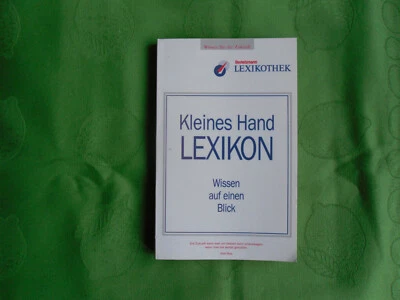 Bertelsmann
LEXIKOTHEK
Kleines Hand
LEXIKON
Wissen
auf einen
Blick